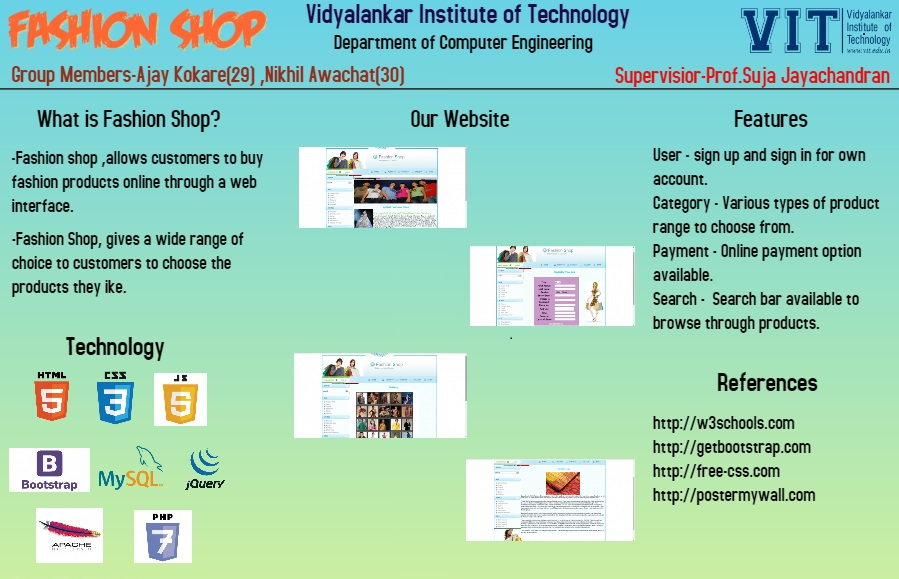 FASHION SHOP
Vidyalankar Institute of Technology
Department of Computer Engineering
VIT
Vidyalankar
Institute of
Technology
www.vit.edu.in
Group Members-Ajay Kokare(29) ,Nikhil Awachat(30)
Supervisior-Prof.Suja Jayachandran
What is Fashion Shop?
-Fashion shop ,allows customers to buy
fashion products online through a web
interface.
-Fashion Shop, gives a wide range of
choice to customers to choose the
products they ike.
Technology
HTML
5
CSS
3
JS
5
B
Bootstrap
MySQL
jQuery
APACHE
PHP
7
Our Website
Fashion Shop
Fashion Shop
Fashion Shop
.
Features
User - sign up and sign in for own
account.
Category - Various types of product
range to choose from.
Payment - Online payment option
available.
Search -  Search bar available to
browse through products.
References
http://w3schools.com
http://getbootstrap.com
http://free-css.com
http://postermywall.com